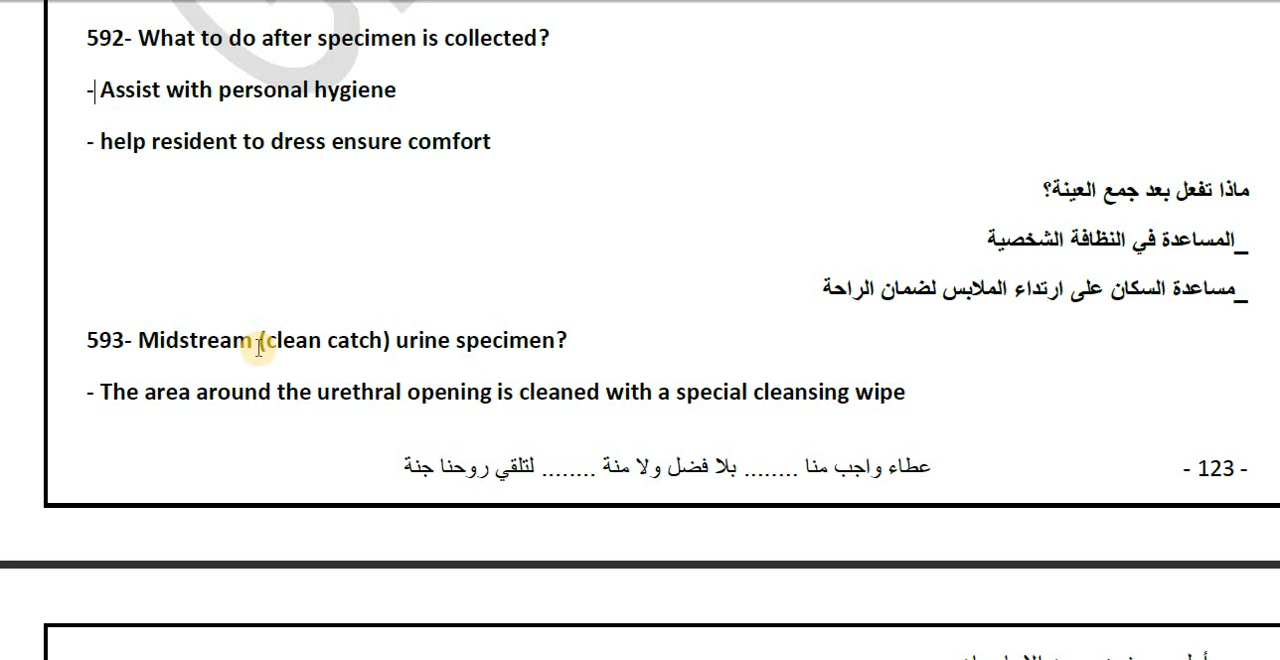 592- What to do after specimen is collected?
- Assist with personal hygiene
- help resident to dress ensure comfort
ماذا تفعل بعد جمع العينة؟
_المساعدة في النظافة الشخصية
_مساعدة السكان على ارتداء الملابس لضمان الراحة
593- Midstream (clean catch) urine specimen?
- The area around the urethral opening is cleaned with a special cleansing wipe
عطاء واجب منا ........ بلا فضل ولا منة ........ لتلقي روحنا جنة
- 123 -